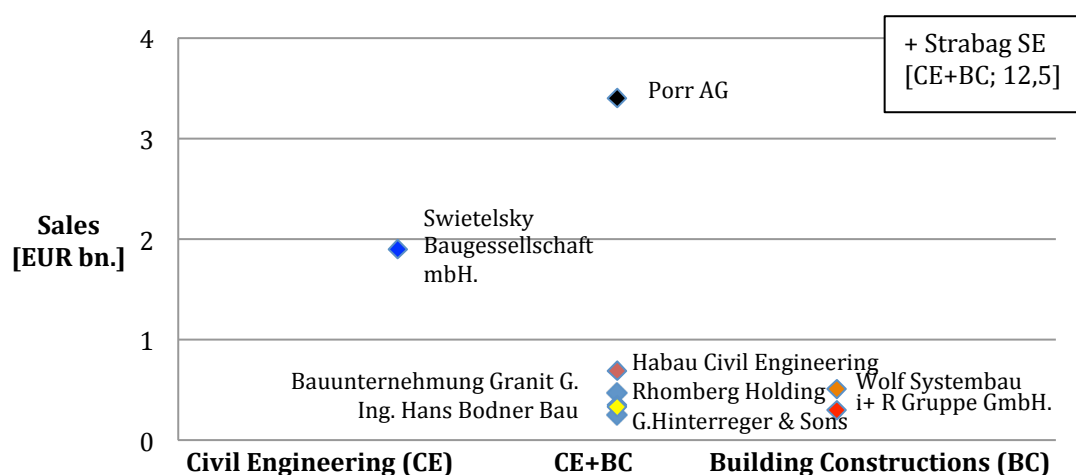 4
+ Strabag SE
[CE+BC; 12,5]
Porr AG
3
Sales
[EUR bn.]
Swietelsky
Baugessellschaft
mbH.
2
1
Habau Civil Engineering
Bauunternehmung Granit G.
Rhomberg Holding
Wolf Systembau
i+ R Gruppe GmbH.
Ing. Hans Bodner Bau
G.Hinterreger & Sons
0
Civil Engineering (CE)
CE+BC
Building Constructions (BC)